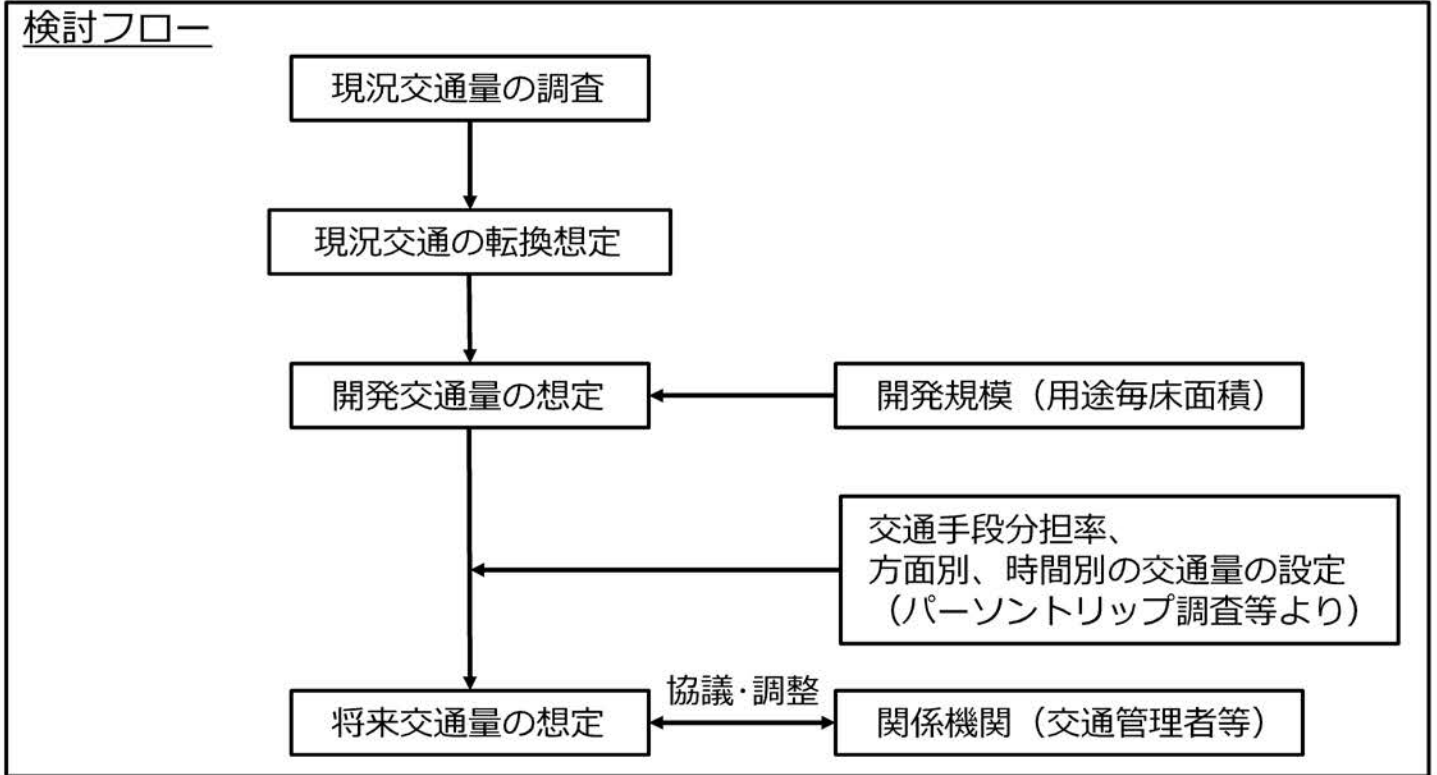 検討フロー
現況交通量の調査
現況交通の転換想定
開発交通量の想定
開発規模（用途毎床面積）
交通手段分担率、
方面別、時間別の交通量の設定
（パーソントリップ調査等より）
協議･調整
将来交通量の想定
関係機関（交通管理者等）